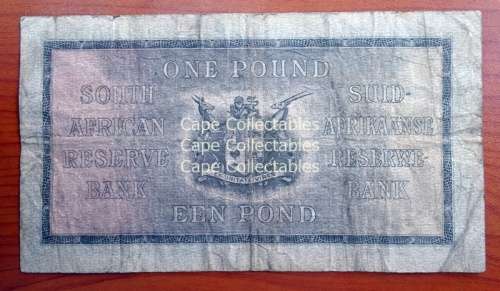 ONE POUND
SOUTH
AFRICAN
RESERVE
BANK
SUID-
AFRIKAANSE
RESERWE-
BANK
EEN POND
Cape Collectables
Cape Collectables
Cape Collectables